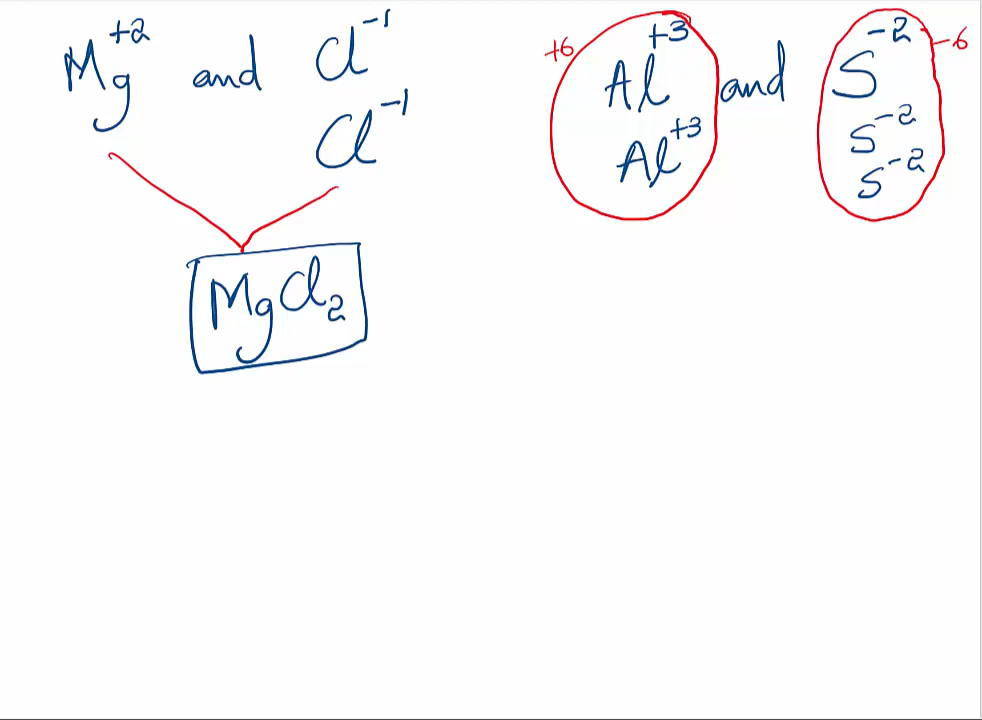 Mg+2 and Cl-1
Cl-1
MgCl2
+6 Al+3 and S-2 -6
Al+3 S-2
S-2